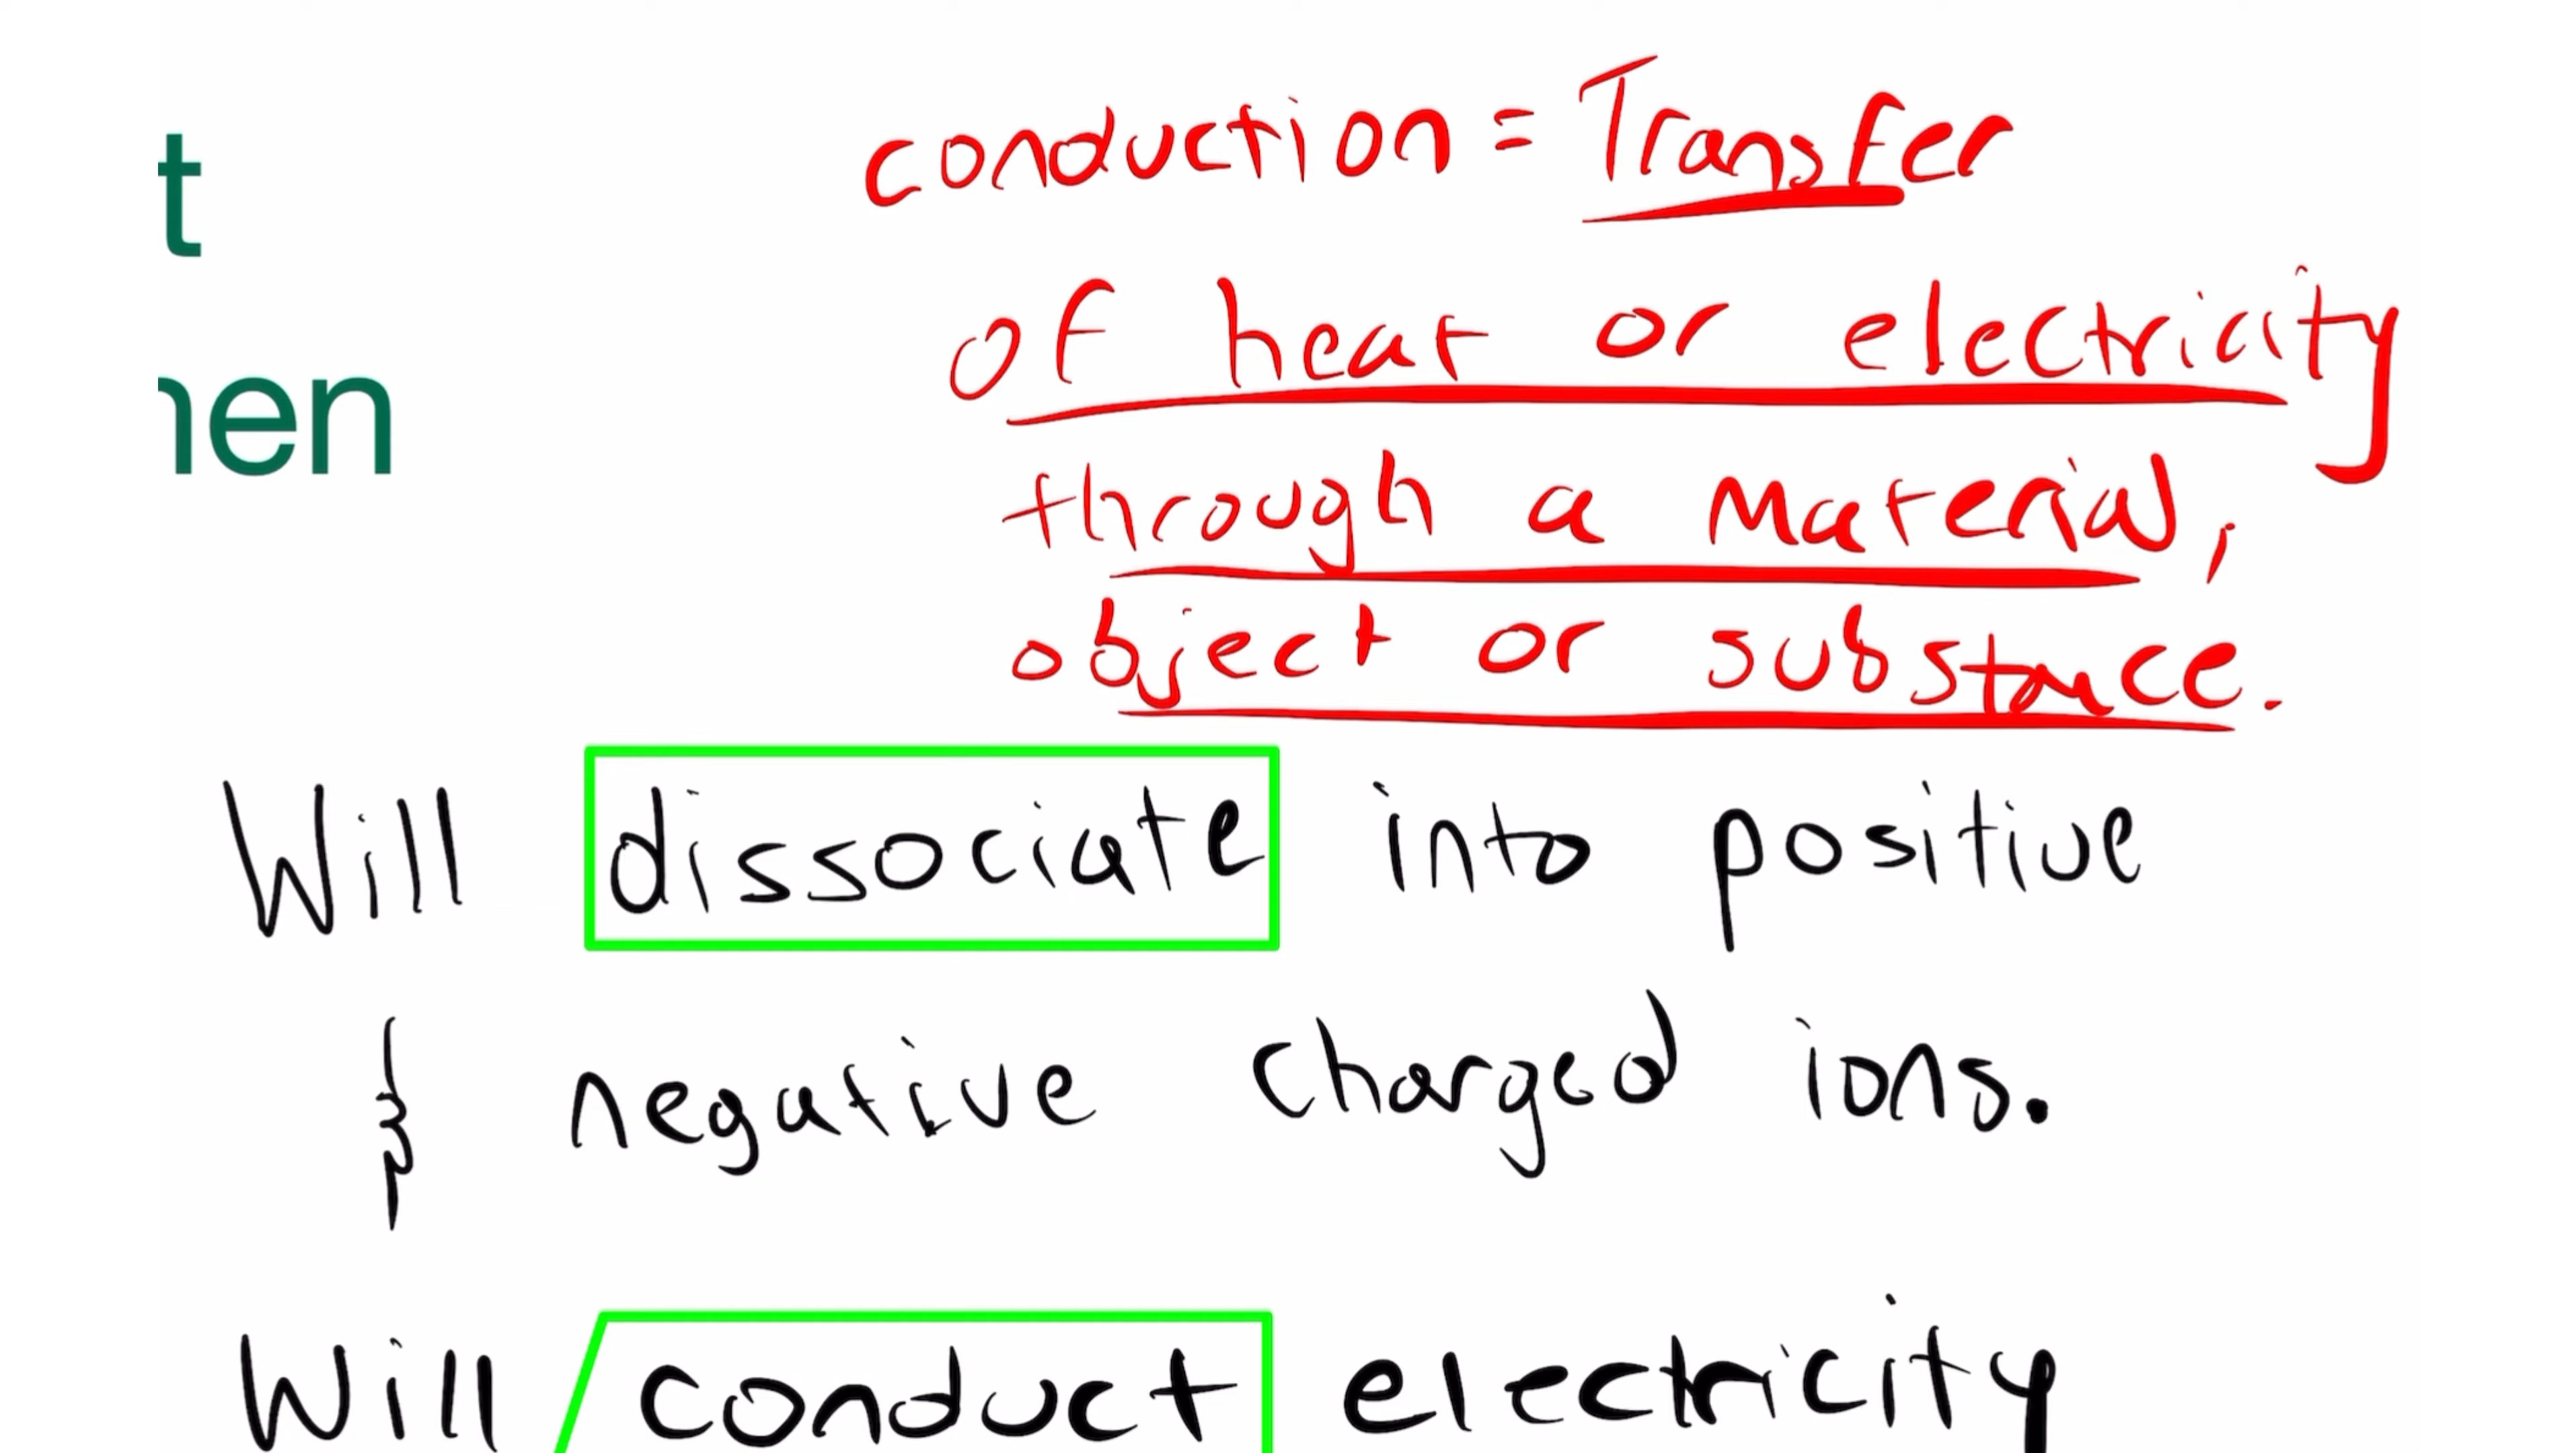 t
conduction = Transfer
of heat or electricity
hen
through a material,
object or substance.
Will dissociate into positive
& negative charged ions.
Will conduct electricity